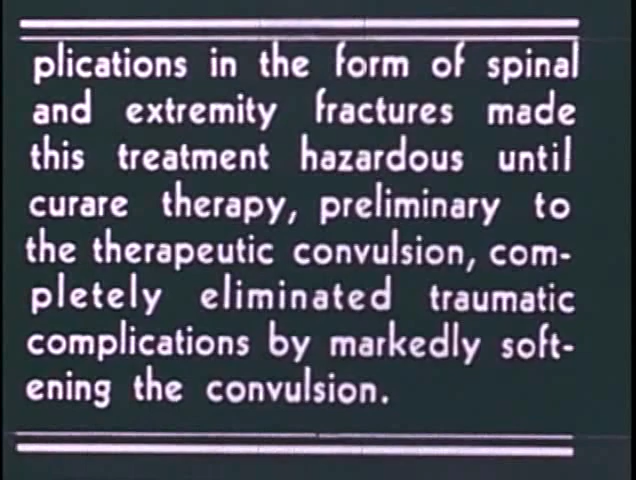 plications in the form of spinal
and extremity fractures made
this treatment hazardous until
curare therapy, preliminary to
the therapeutic convulsion, com-
pletely eliminated traumatic
complications by markedly soft-
ening the convulsion.